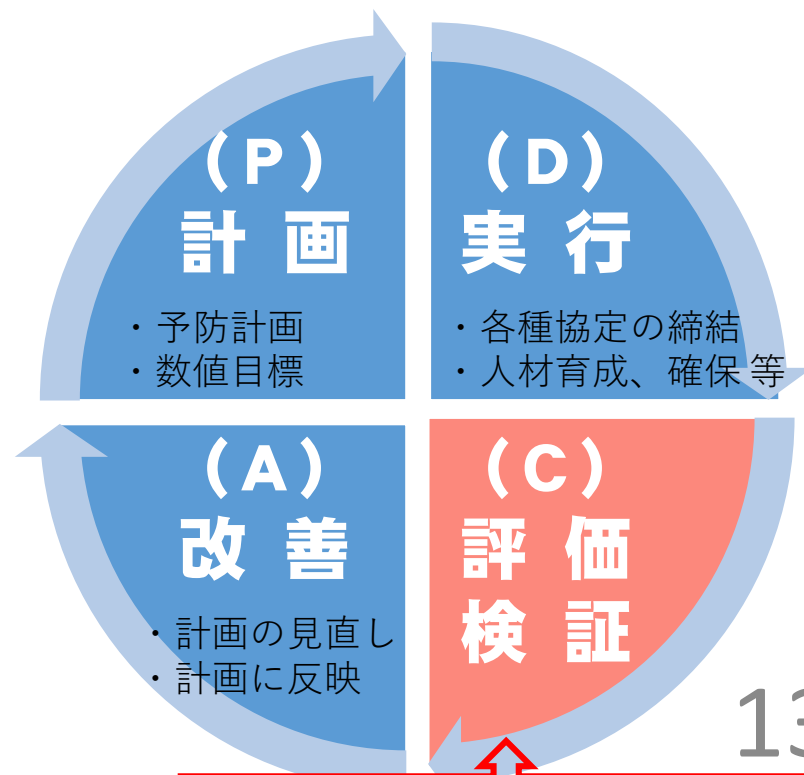 （P）
計 画
・予防計画
・数値目標
（D）
実 行
・各種協定の締結
・人材育成、確保 等
（A）
改 善
・計画の見直し
・計画に反映
（C）
評 価
検 証
13